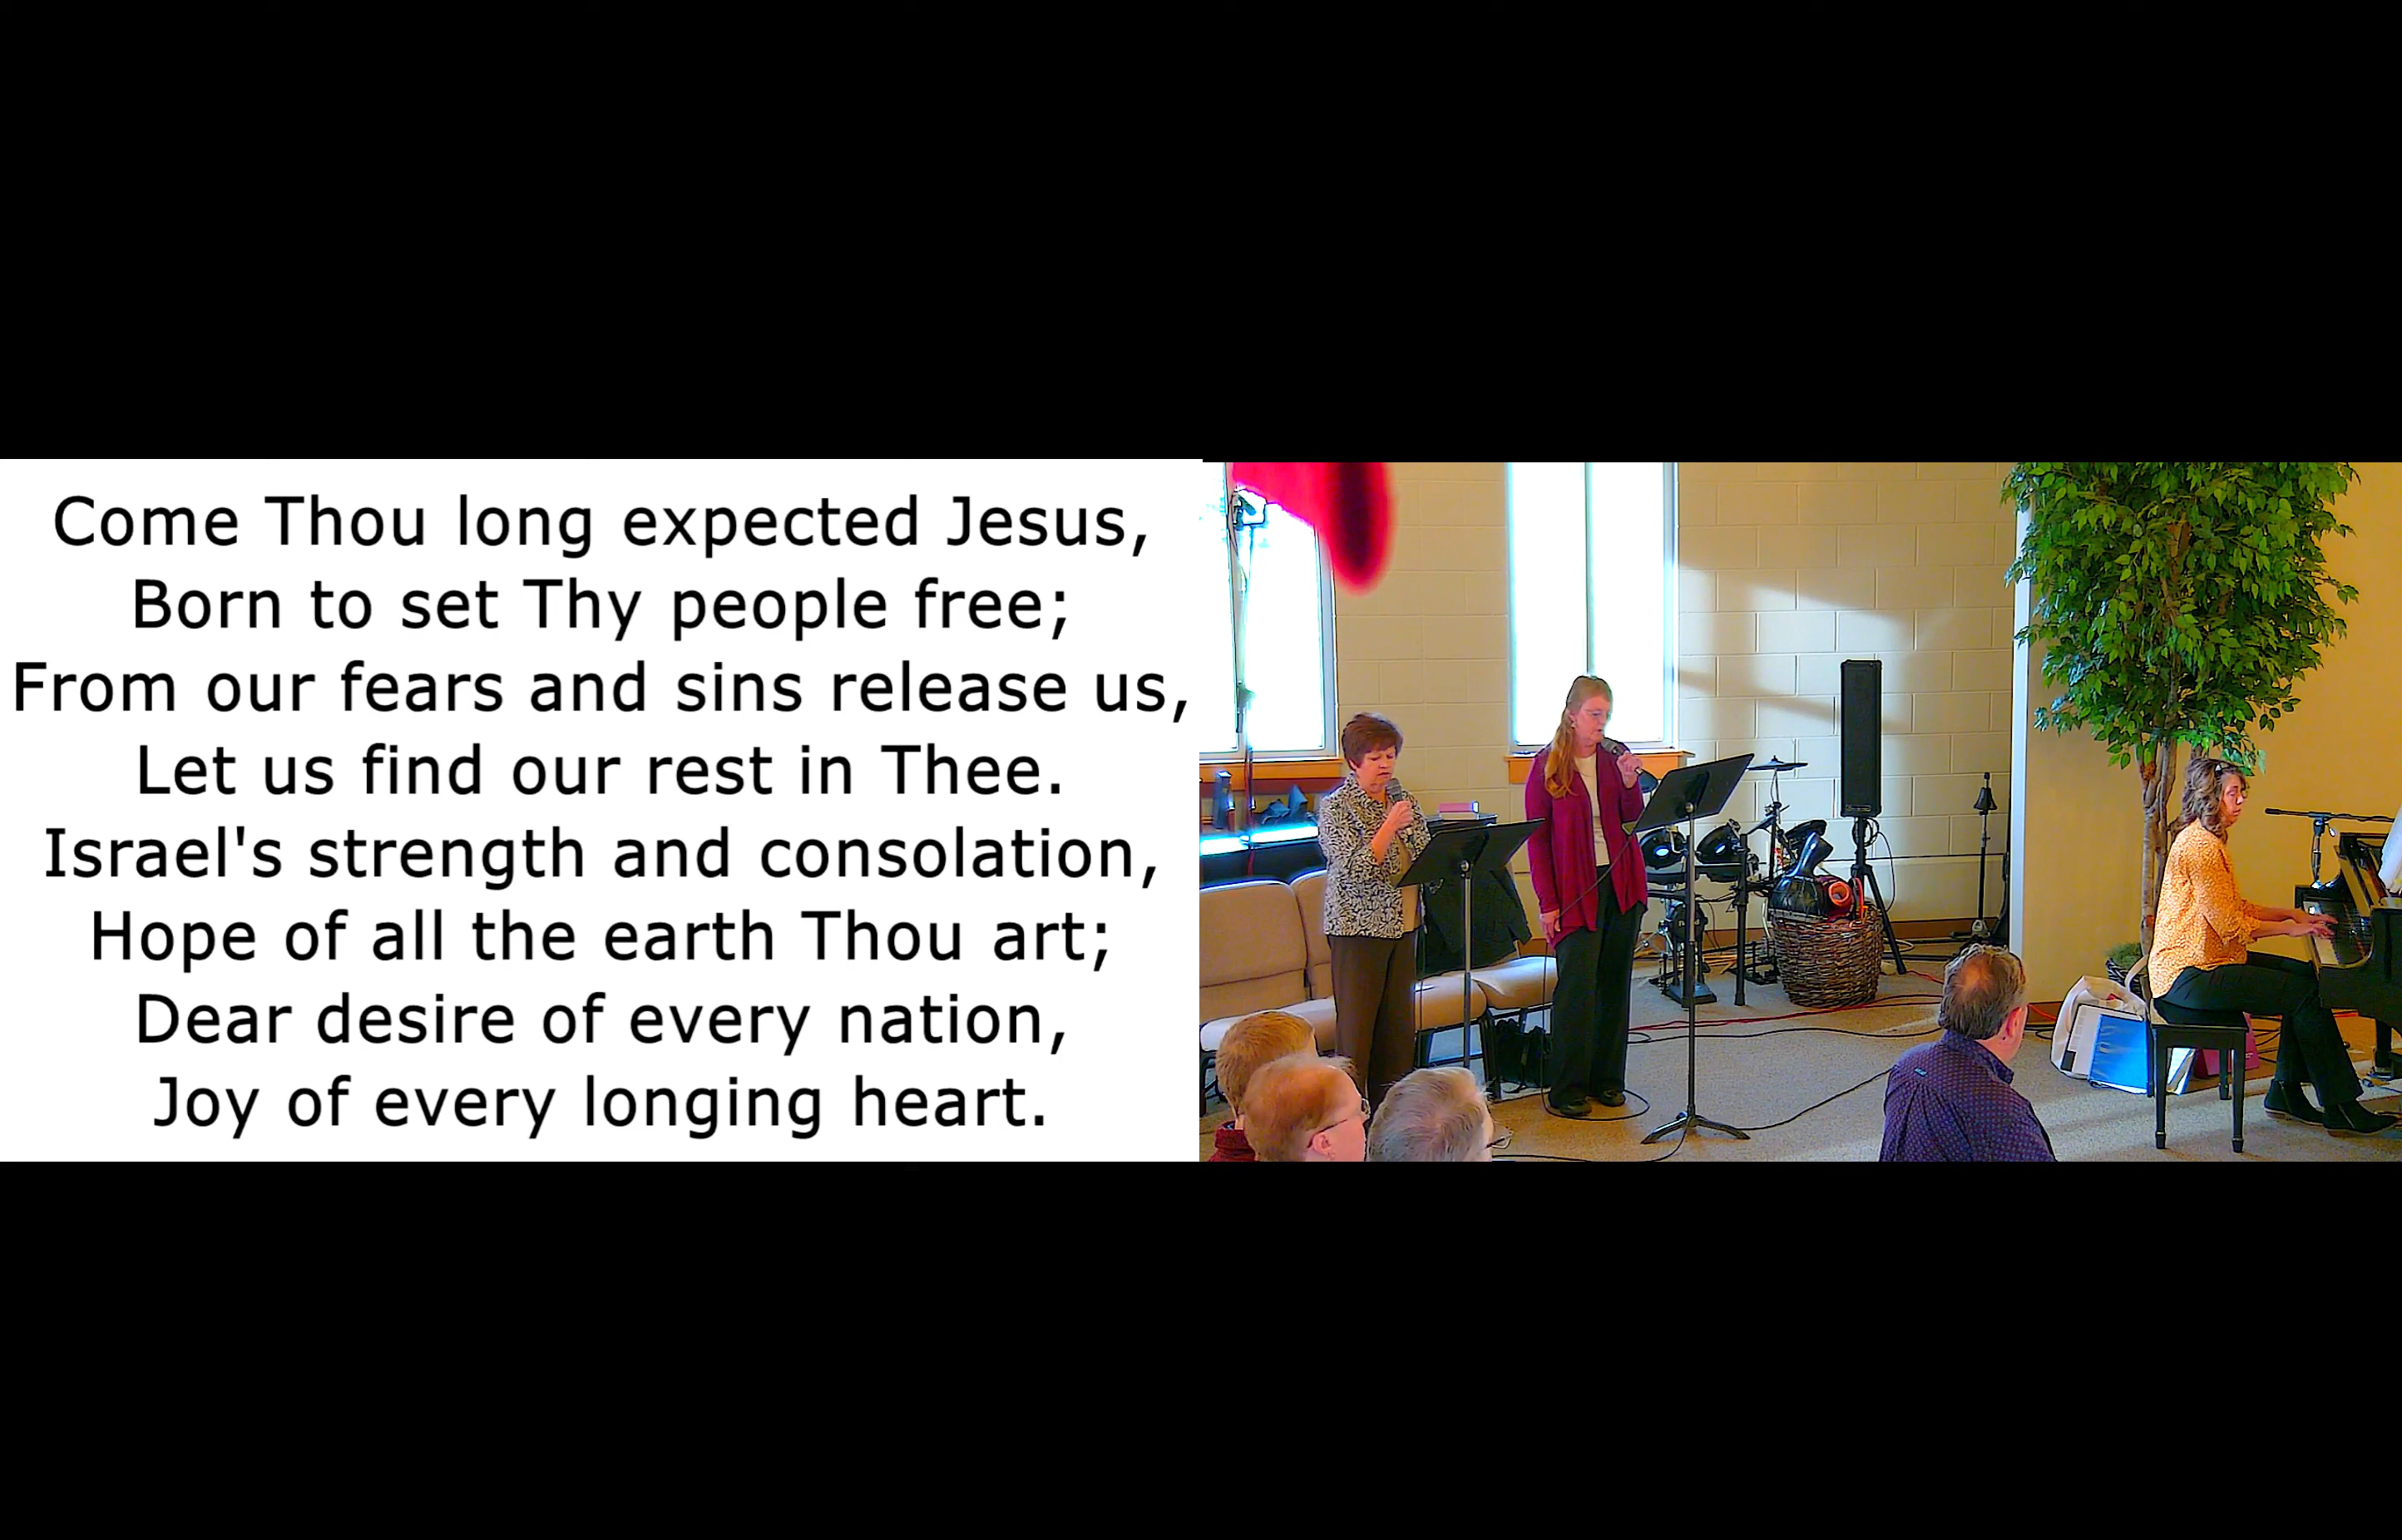 Come Thou long expected Jesus,
Born to set Thy people free;
From our fears and sins release us,
Let us find our rest in Thee.
Israel's strength and consolation,
Hope of all the earth Thou art;
Dear desire of every nation,
Joy of every longing heart.